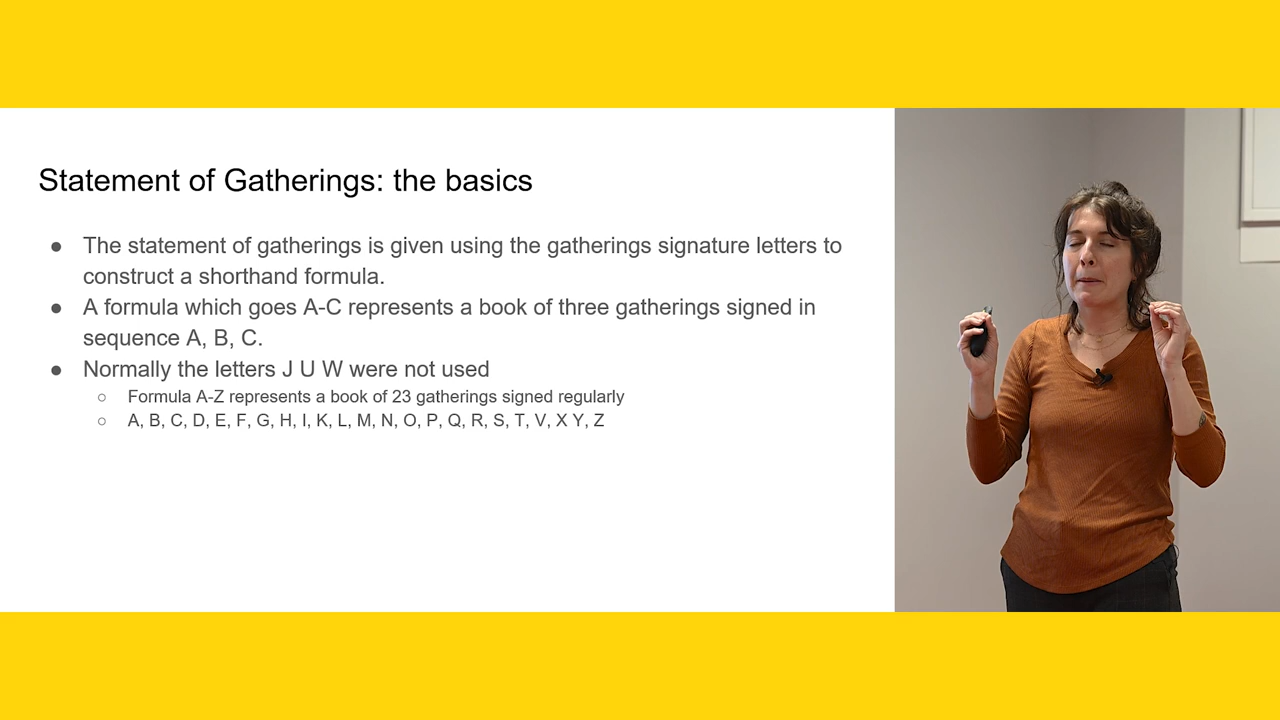 Statement of Gatherings: the basics
● The statement of gatherings is given using the gatherings signature letters to
construct a shorthand formula.
● A formula which goes A-C represents a book of three gatherings signed in
sequence A, B, C.
● Normally the letters J U W were not used
○ Formula A-Z represents a book of 23 gatherings signed regularly
○ A, B, C, D, E, F, G, H, I, K, L, M, N, O, P, Q, R, S, T, V, X Y, Z